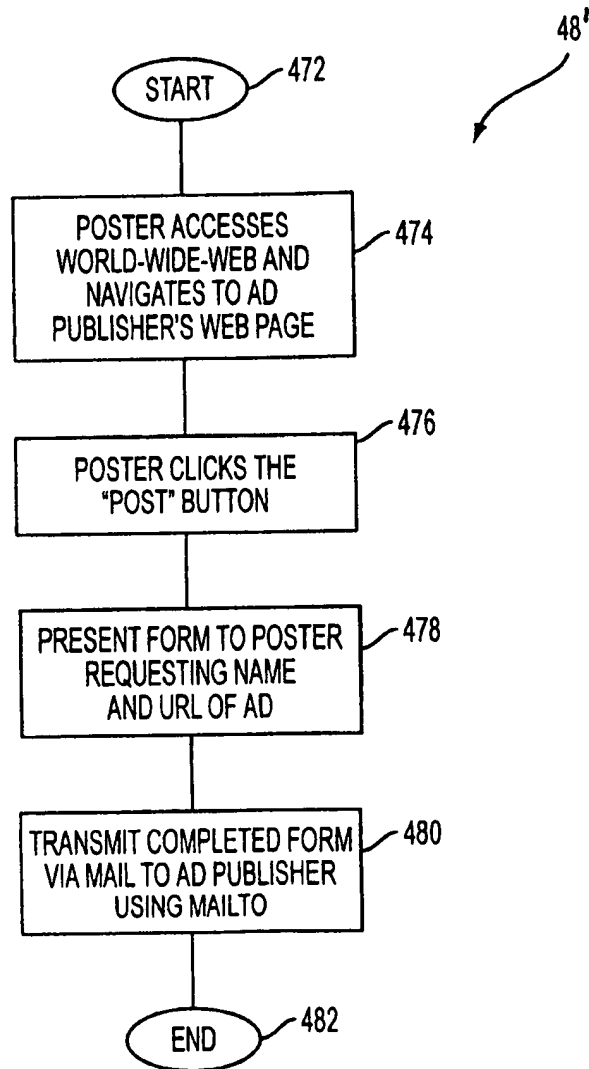 48'
START
472
POSTER ACCESSES
WORLD-WIDE-WEB AND
NAVIGATES TO AD
PUBLISHER'S WEB PAGE
474
476
POSTER CLICKS THE
"POST" BUTTON
PRESENT FORM TO POSTER
REQUESTING NAME
AND URL OF AD
478
TRANSMIT COMPLETED FORM
VIA MAIL TO AD PUBLISHER
USING MAILTO
480
END
482